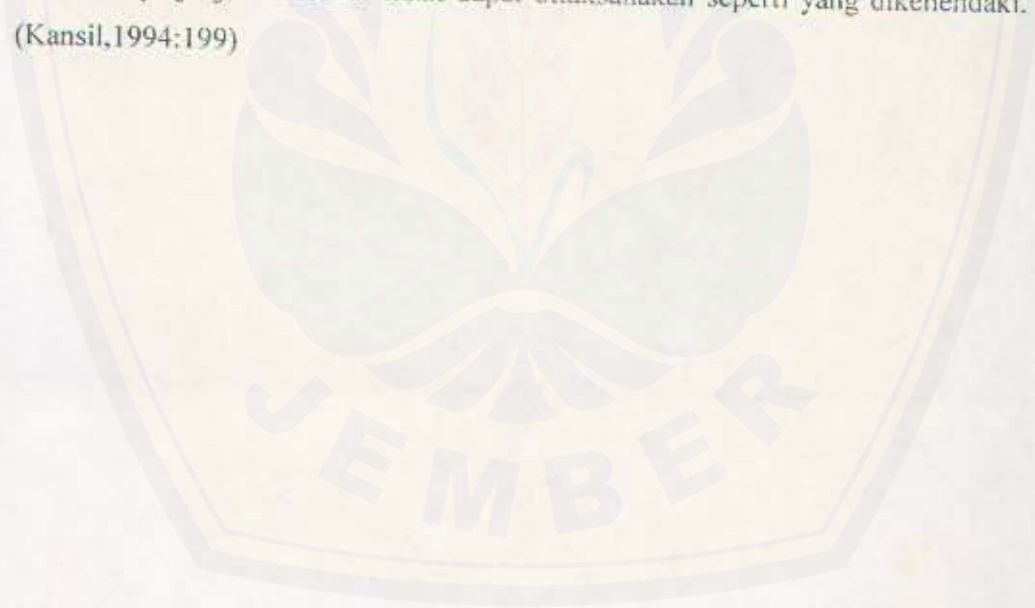 dapat dilaksanakan seperti yang dikehendaki.
(Kansil,1994:199)
JEMBER